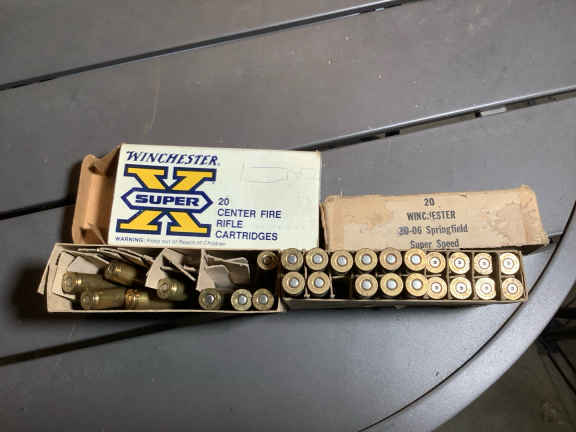 WINCHESTER
SUPER X
20
CENTER FIRE
RIFLE
CARTRIDGES
WARNING: Keep out of Reach of Children
20
WINCHESTER
30-06 Springfield
Super Speed